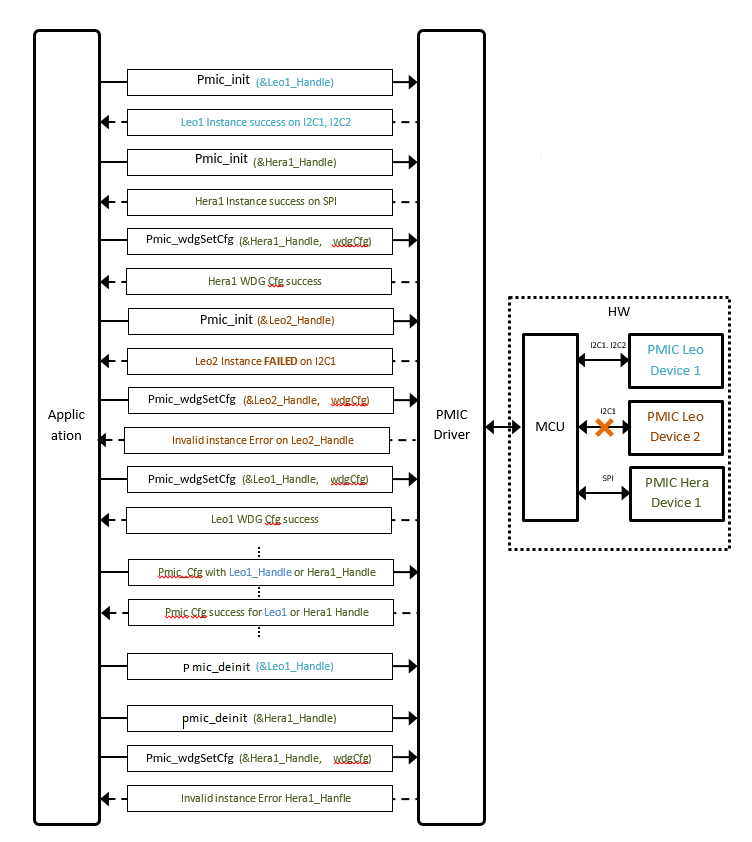 Pmic_init (&Leo1_Handle)
Leo1 Instance success on I2C1, I2C2
Pmic_init (&Hera1_Handle)
Hera1 Instance success on SPI
Pmic_wdgSetCfg (&Hera1_Handle, wdgCfg)
Hera1 WDG Cfg success
Pmic_init (&Leo2_Handle)
Leo2 Instance FAILED on I2C1
Pmic_wdgSetCfg (&Leo2_Handle, wdgCfg)
Invalid instance Error on Leo2_Handle
Pmic_wdgSetCfg (&Leo1_Handle, wdgCfg)
Leo1 WDG Cfg success
Pmic_Cfg with Leo1_Handle or Hera1_Handle
Pmic Cfg success for Leo1 or Hera1 Handle
Pmic_deinit (&Leo1_Handle)
pmic_deinit (&Hera1_Handle)
Pmic_wdgSetCfg (&Hera1_Handle, wdgCfg)
Invalid instance Error Hera1_Hanfle
Applic
ation
PMIC
Driver
HW
MCU
I2C1. I2C2
PMIC Leo
Device 1
I2C1
PMIC Leo
Device 2
SPI
PMIC Hera
Device 1